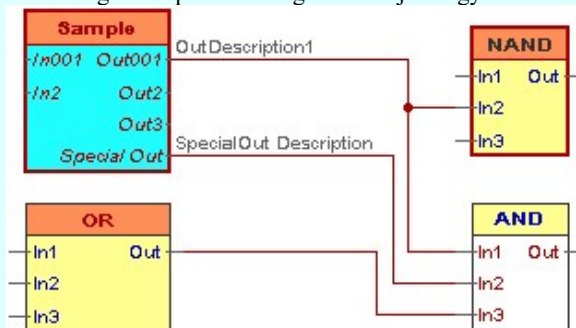 Sample
In001 Out001
In2 Out2
Out3
Special Out
OutDescription1
SpecialOut Description
NAND
In1 Out
In2
In3
OR
In1 Out
In2
In3
AND
In1 Out
In2
In3